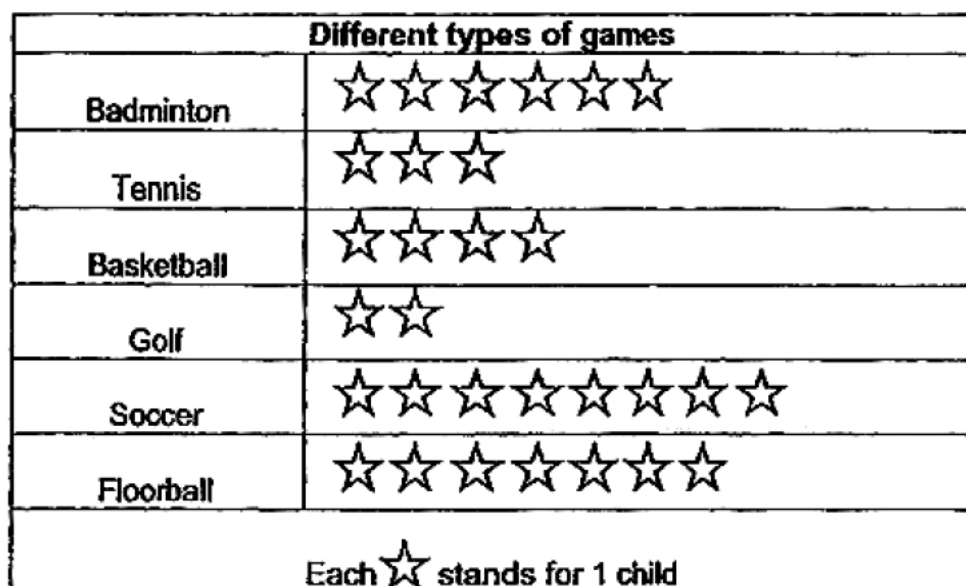 Different types of games
Badminton
Tennis
Basketball
Golf
Soccer
Floorball
Each ☆ stands for 1 child